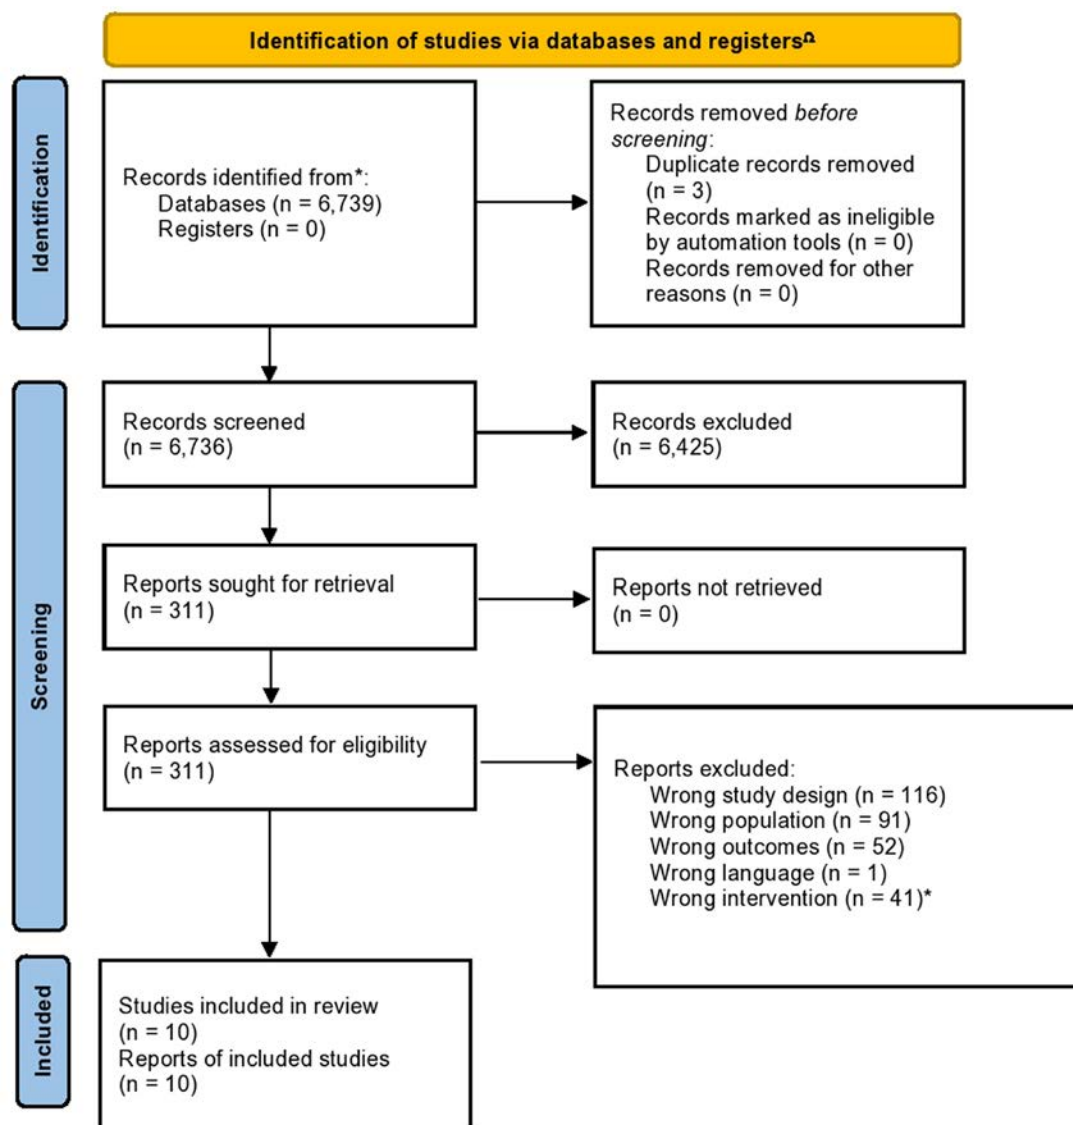 Identification of studies via databases and registersΩ
Identification
Records identified from*:
Databases (n = 6,739)
Registers (n = 0)
Records removed before
screening:
Duplicate records removed
(n = 3)
Records marked as ineligible
by automation tools (n = 0)
Records removed for other
reasons (n = 0)
Screening
Records screened
(n = 6,736)
Records excluded
(n = 6,425)
Reports sought for retrieval
(n = 311)
Reports not retrieved
(n = 0)
Reports assessed for eligibility
(n = 311)
Reports excluded:
Wrong study design (n = 116)
Wrong population (n = 91)
Wrong outcomes (n = 52)
Wrong language (n = 1)
Wrong intervention (n = 41)*
Included
Studies included in review
(n = 10)
Reports of included studies
(n = 10)